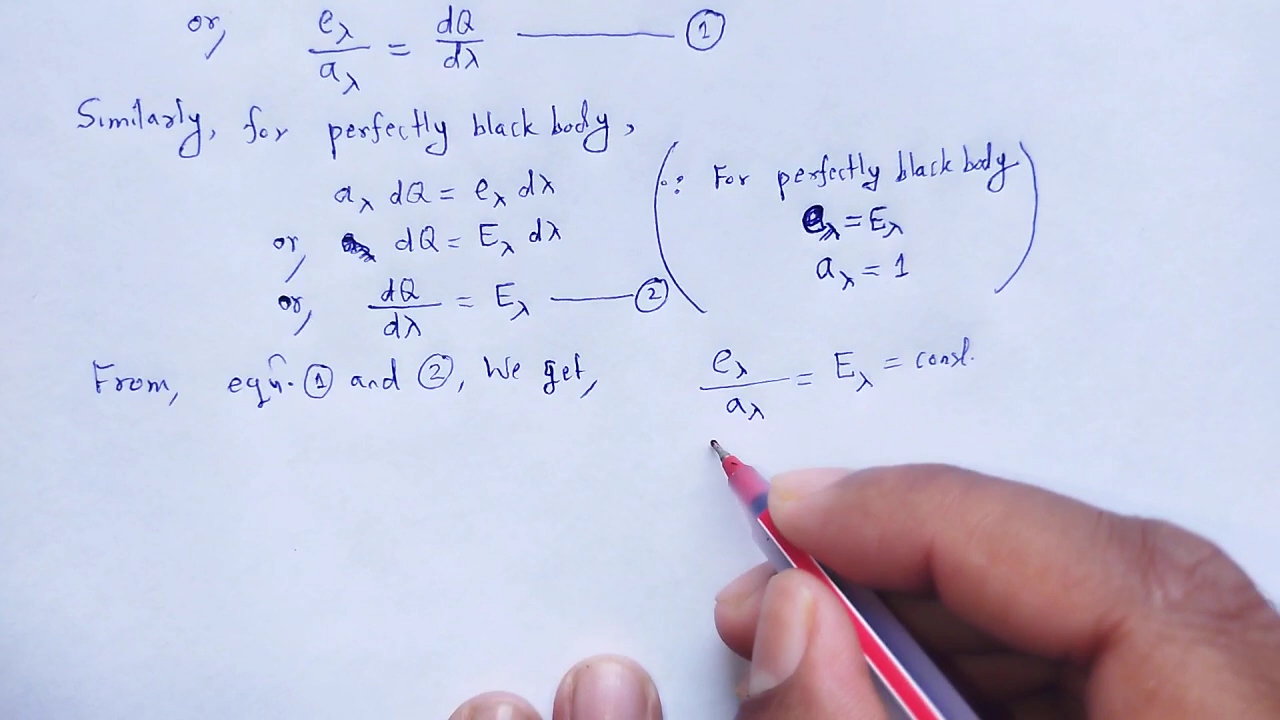 or, eλ/aλ = dQ/dλ ——— ①
Similarly, for perfectly black body,
aλ dQ = eλ dλ
or, dQ = Eλ dλ
or, dQ/dλ = Eλ ——— ②
(∵ For perfectly black body
eλ = Eλ
aλ = 1)
From, eqn. ① and ②, We get, eλ/aλ = Eλ = const.